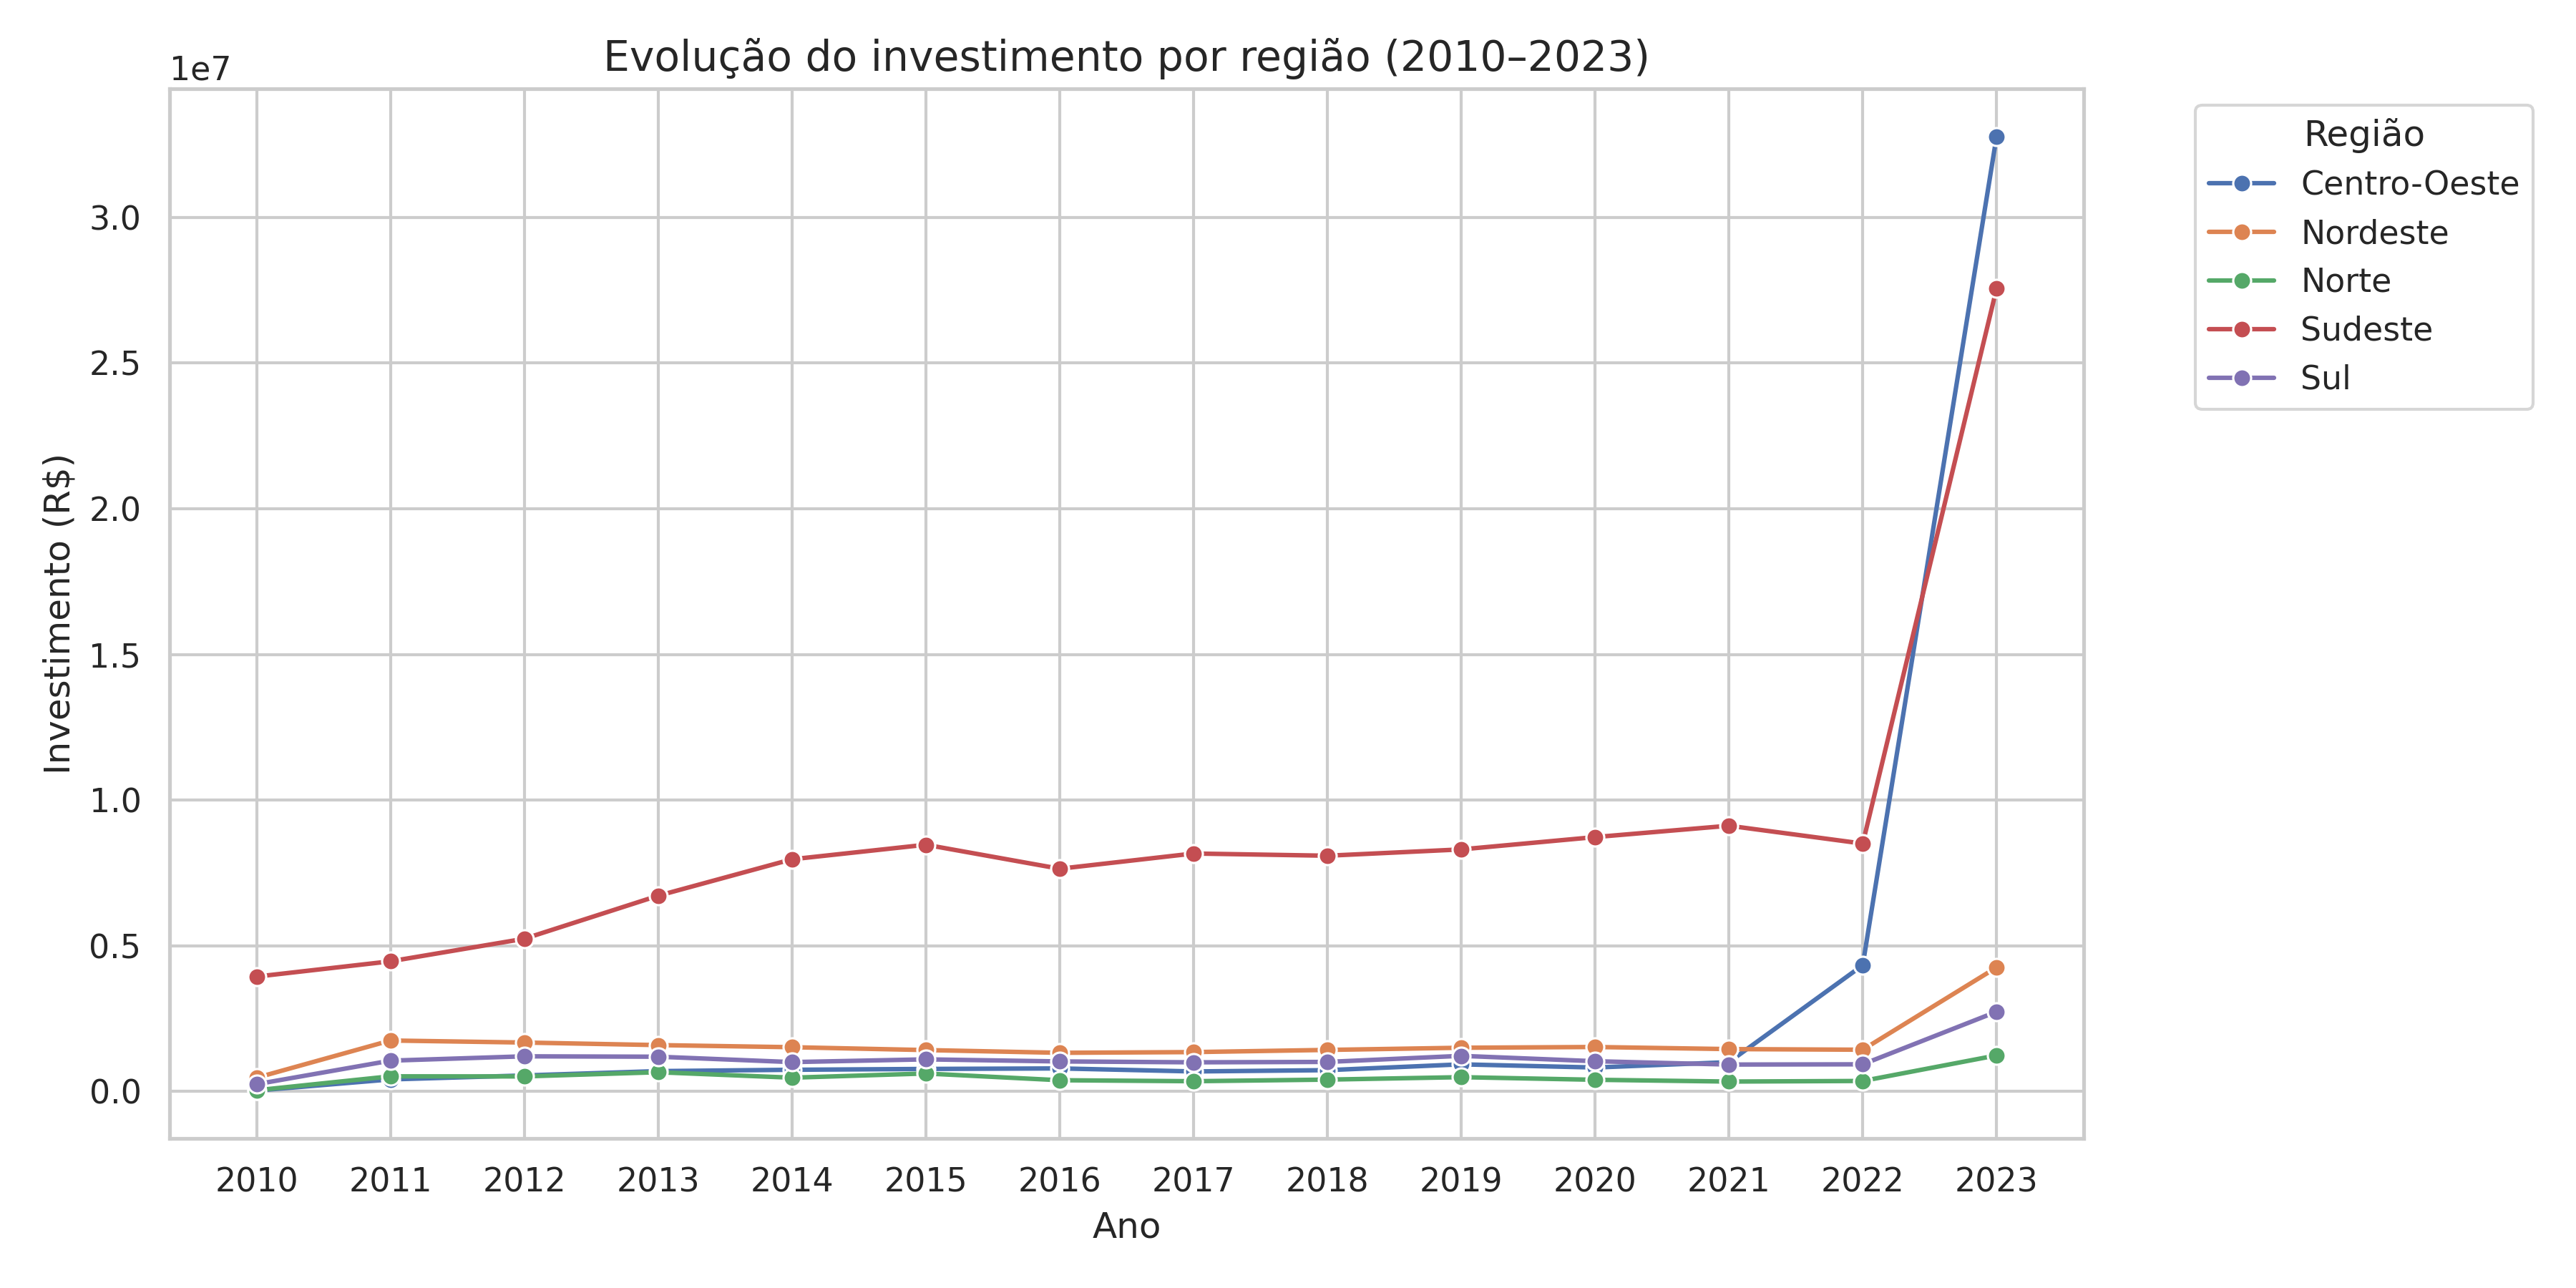 Evolução do investimento por região (2010–2023)
1e7
3.0
2.5
2.0
1.5
1.0
0.5
0.0
Investimento (R$)
2010 2011 2012 2013 2014 2015 2016 2017 2018 2019 2020 2021 2022 2023
Ano
Região
Centro-Oeste
Nordeste
Norte
Sudeste
Sul